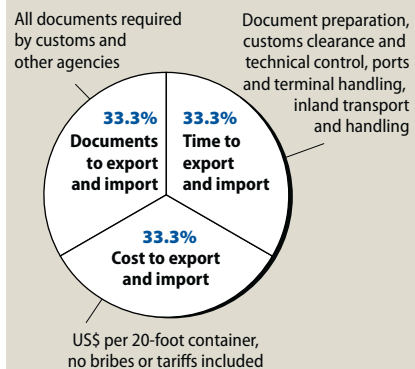 All documents required
by customs and
other agencies
Document preparation,
customs clearance and
technical control, ports
and terminal handling,
inland transport
and handling
33.3%
Documents
to export
and import
33.3%
Time to
export
and import
33.3%
Cost to export
and import
US$ per 20-foot container,
no bribes or tariffs included